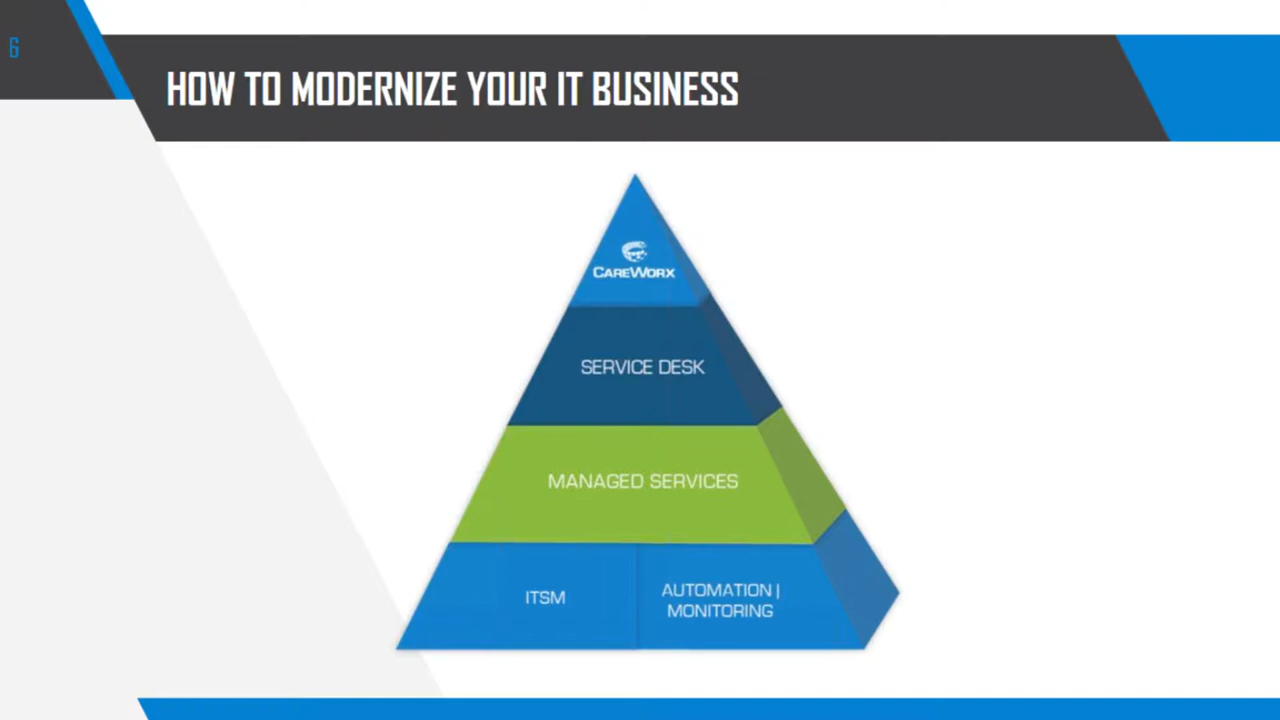 6
HOW TO MODERNIZE YOUR IT BUSINESS
CAREWORX
SERVICE DESK
MANAGED SERVICES
ITSM
AUTOMATION |
MONITORING